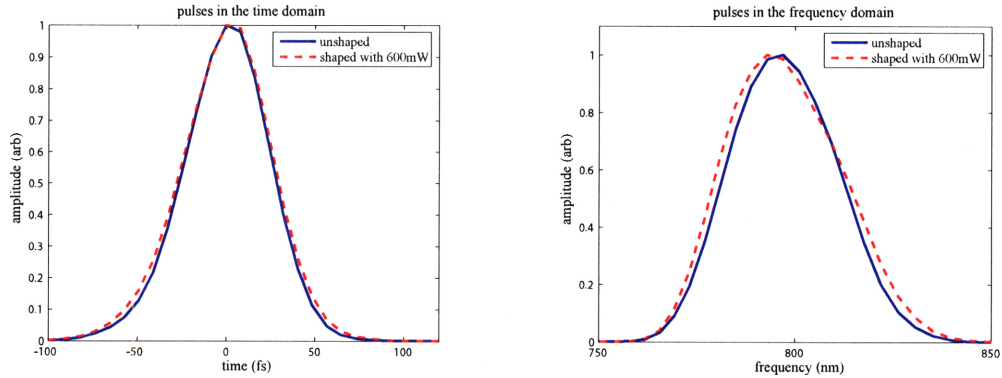 pulses in the time domain
1
0.9
0.8
0.7
0.6
0.5
0.4
0.3
0.2
0.1
0
amplitude (arb)
unshaped
shaped with 600mW
-100
-50
0
50
100
time (fs)
pulses in the frequency domain
1
0.8
0.6
0.4
0.2
0
amplitude (arb)
unshaped
shaped with 600mW
750
800
850
frequency (nm)